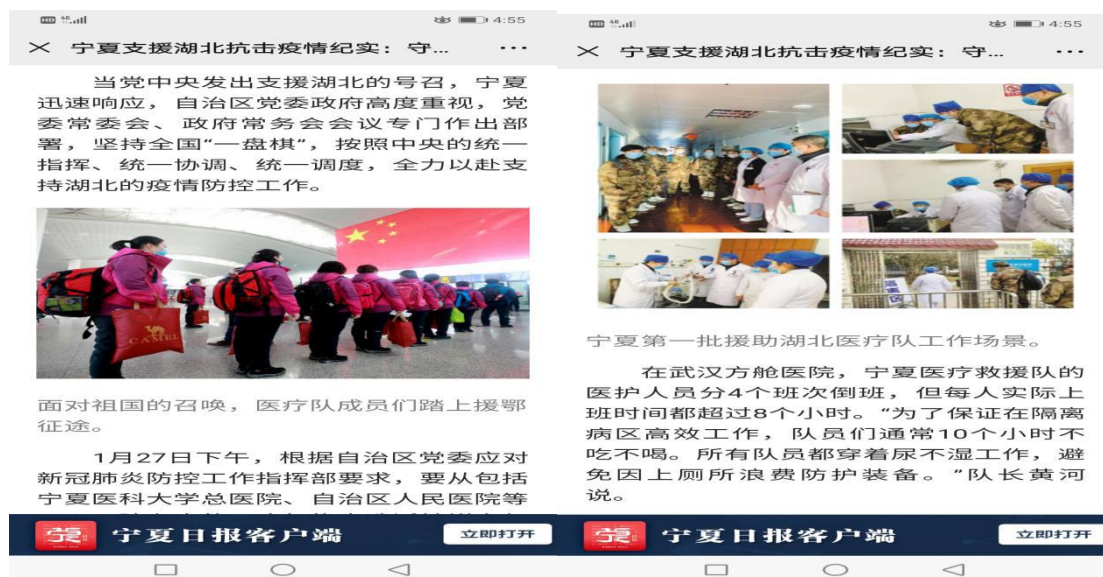 HD 4G 4:55
× 宁夏支援湖北抗击疫情纪实：守... ...
当党中央发出支援湖北的号召，宁夏
迅速响应，自治区党委政府高度重视，党
委常委会、政府常务会会议专门作出部
署，坚持全国“一盘棋”，按照中央的统一
指挥、统一协调、统一调度，全力以赴支
持湖北的疫情防控工作。
CAMEL
面对祖国的召唤，医疗队成员们踏上援鄂
征途。
1月27日下午，根据自治区党委应对
新冠肺炎防控工作指挥部要求，要从包括
宁夏医科大学总医院、自治区人民医院等
宁夏日报客户端
立即打开
HD 4G 4:55
× 宁夏支援湖北抗击疫情纪实：守... ...
隔离区
宁夏第一批援助湖北医疗队工作场景。
在武汉方舱医院，宁夏医疗救援队的
医护人员分4个班次倒班，但每人实际上
班时间都超过8个小时。“为了保证在隔离
病区高效工作，队员们通常10个小时不
吃不喝。所有队员都穿着尿不湿工作，避
免因上厕所浪费防护装备。”队长黄河
说。
宁夏日报客户端
立即打开